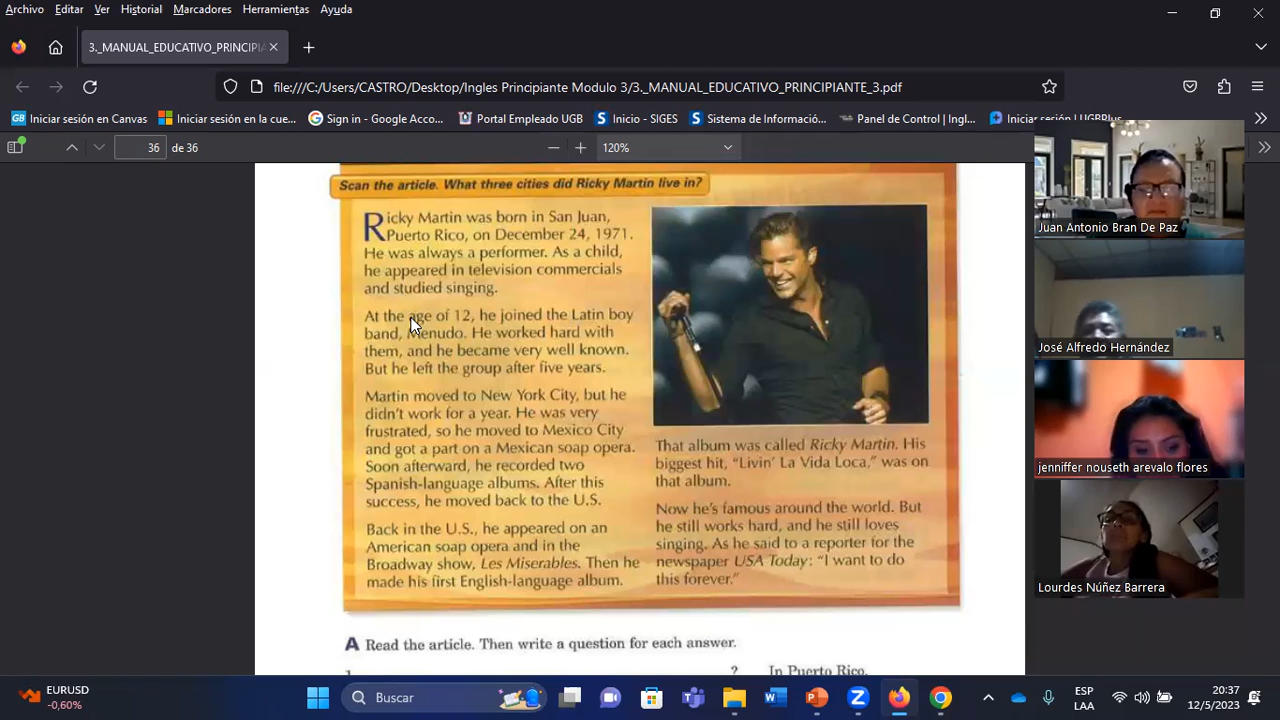 Archivo Editar Ver Historial Marcadores Herramientas Ayuda
3._MANUAL_EDUCATIVO_PRINCIPIA
file:///C:/Users/CASTRO/Desktop/Ingles Principiante Modulo 3/3._MANUAL_EDUCATIVO_PRINCIPIANTE_3.pdf
GB Iniciar sesión en Canvas Iniciar sesión en la cue... Sign in - Google Acco... Portal Empleado UGB Inicio - SIGES Sistema de Informació... Panel de Control | Ingl... Iniciar sesión | UGBPlus
36 de 36 120%
Scan the article. What three cities did Ricky Martin live in?
Ricky Martin was born in San Juan,
Puerto Rico, on December 24, 1971.
He was always a performer. As a child,
he appeared in television commercials
and studied singing.
At the age of 12, he joined the Latin boy
band, Menudo. He worked hard with
them, and he became very well known.
But he left the group after five years.
Martin moved to New York City, but he
didn't work for a year. He was very
frustrated, so he moved to Mexico City
and got a part on a Mexican soap opera.
Soon afterward, he recorded two
Spanish-language albums. After this
success, he moved back to the U.S.
Back in the U.S., he appeared on an
American soap opera and in the
Broadway show, Les Miserables. Then he
made his first English-language album.
That album was called Ricky Martin. His
biggest hit, "Livin' La Vida Loca," was on
that album.
Now he's famous around the world. But
he still works hard, and he still loves
singing. As he said to a reporter for the
newspaper USA Today: "I want to do
this forever."
A Read the article. Then write a question for each answer.
1 ? In Puerto Rico.
Juan Antonio Bran De Paz
José Alfredo Hernández
jenniffer nouseth arevalo flores
Lourdes Núñez Barrera
EURUSD
-0,60%
Buscar
ESP
LAA
20:37
12/5/2023